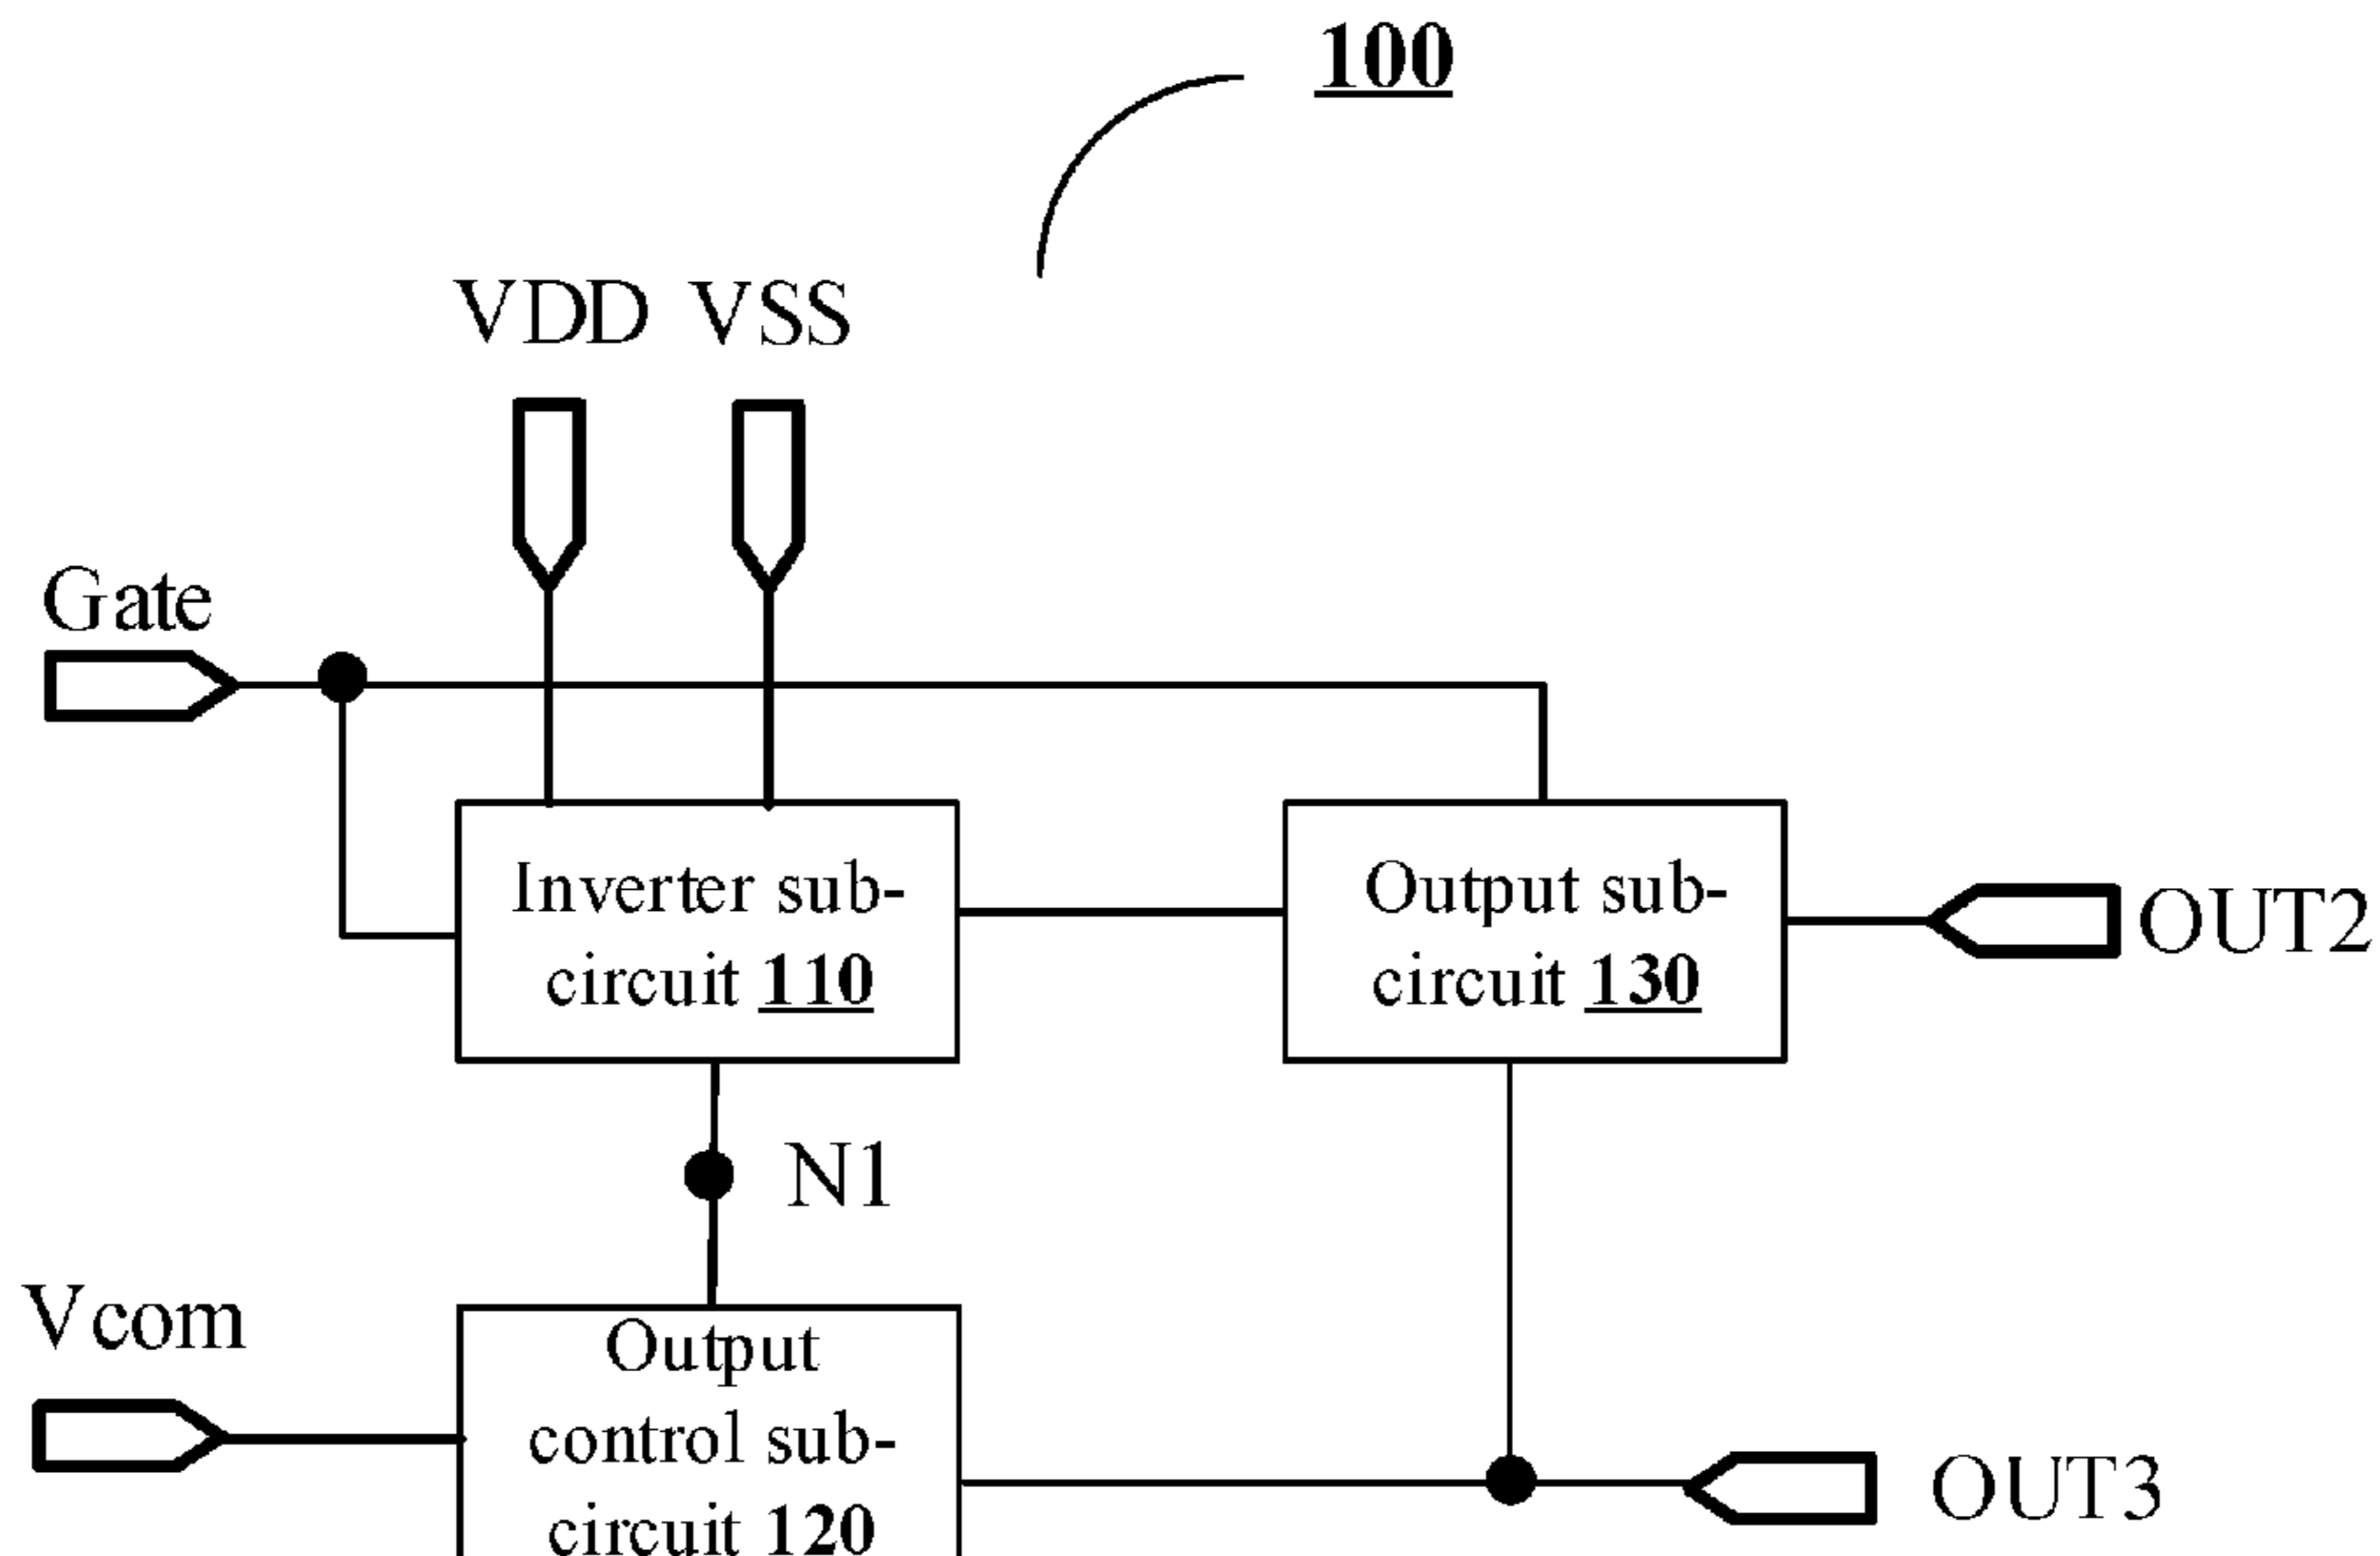 100
VDD VSS
Gate
Inverter sub-
circuit 110
Output sub-
circuit 130
OUT2
N1
Vcom
Output
control sub-
circuit 120
OUT3